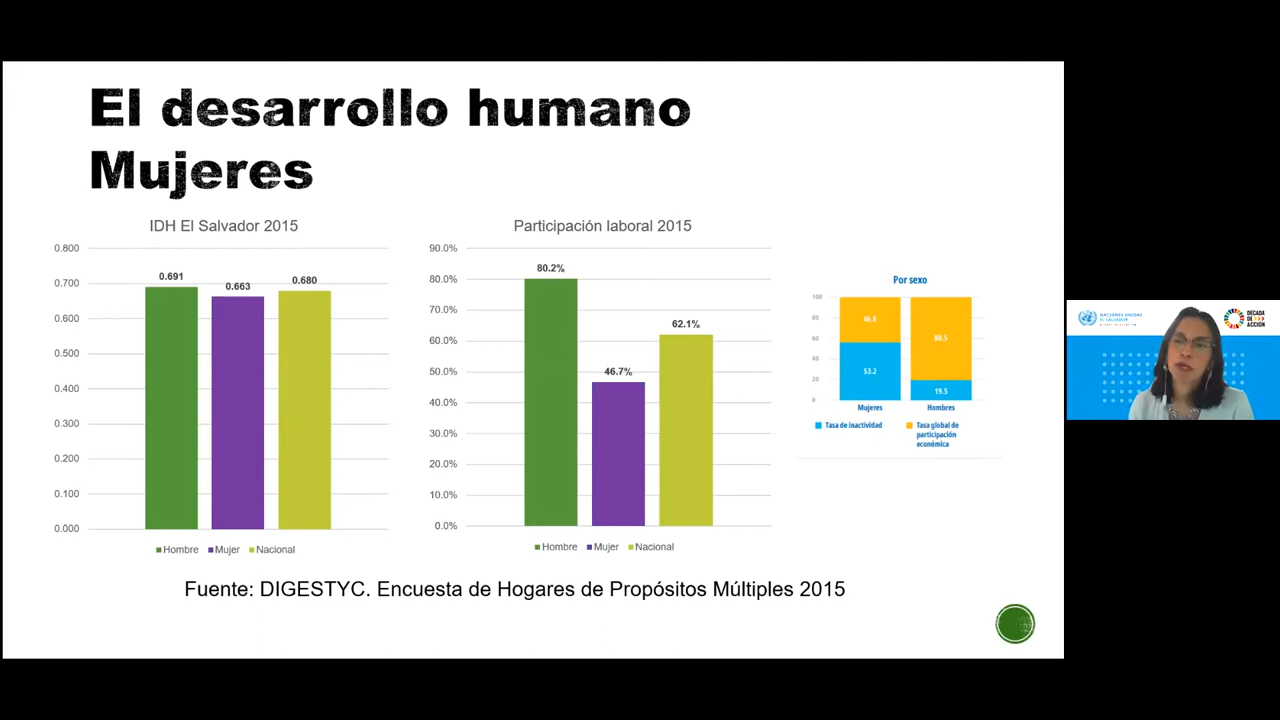 El desarrollo humano
Mujeres
IDH El Salvador 2015
0.800
0.700
0.600
0.500
0.400
0.300
0.200
0.100
0.000
0.691
0.663
0.680
Hombre Mujer Nacional
Participación laboral 2015
90.0%
80.0%
70.0%
60.0%
50.0%
40.0%
30.0%
20.0%
10.0%
0.0%
80.2%
46.7%
62.1%
Hombre Mujer Nacional
Por sexo
100
80
60
40
20
0
46.8
53.2
80.5
19.5
Mujeres Hombres
Tasa de inactividad
Tasa global de
participación
económica
Fuente: DIGESTYC. Encuesta de Hogares de Propósitos Múltiples 2015
NACIONES UNIDAS
EL SALVADOR
DÉCADA
DE
ACCIÓN